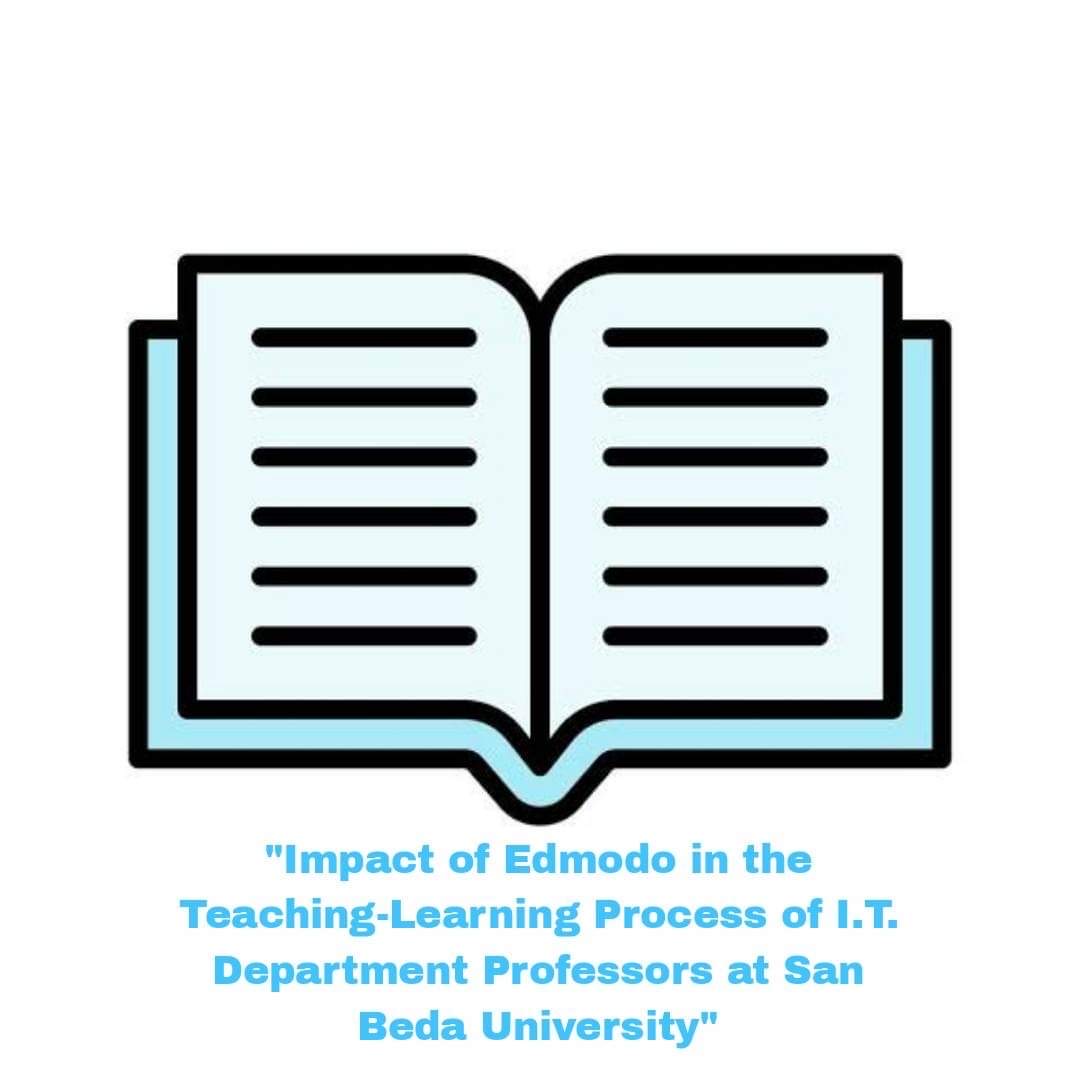 "Impact of Edmodo in the
Teaching-Learning Process of I.T.
Department Professors at San
Beda University"